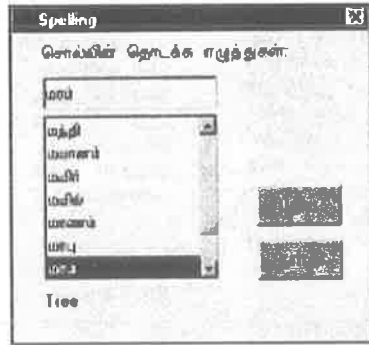 Spelling
சொல்லின் தொடக்க எழுத்துகள்:
மரம்
மந்தி
மயானம்
மயிர்
மயில்
மரணம்
மரபு
மரம்
Tree